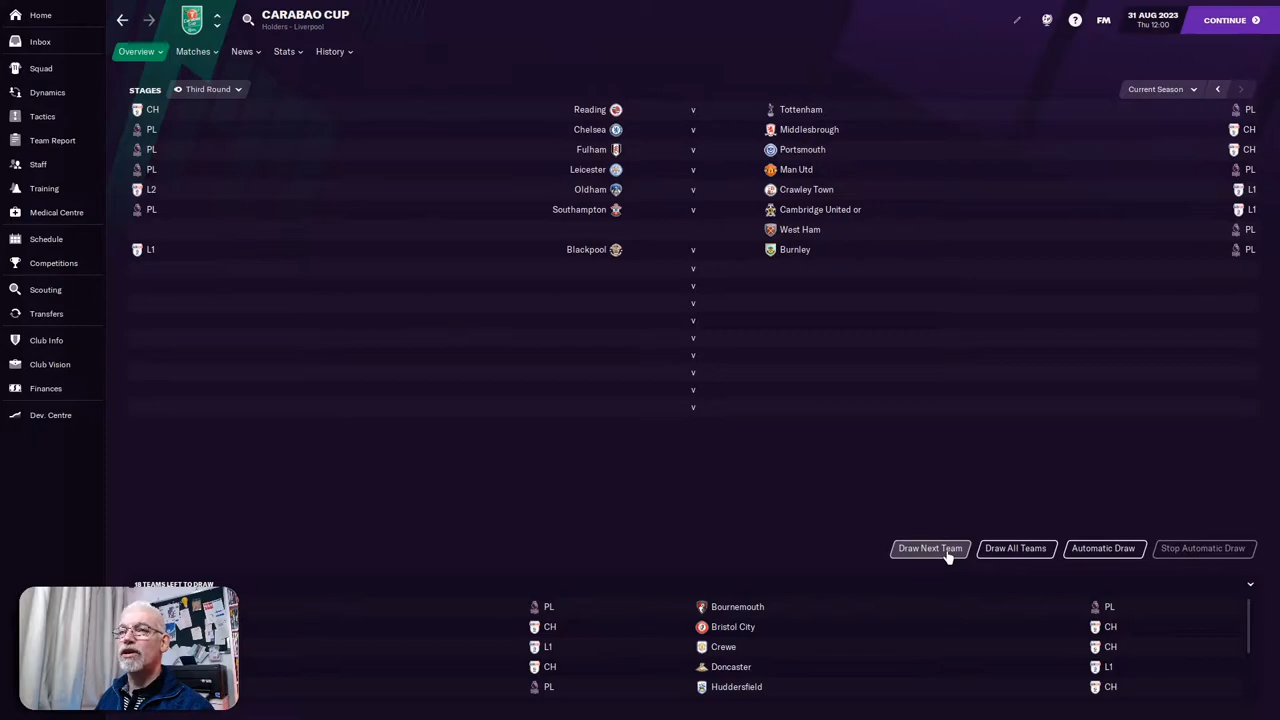 Home
CARABAO CUP
Holders - Liverpool
FM
31 AUG 2023
Thu 12:00
CONTINUE
Inbox
Overview Matches News Stats History
Squad
Dynamics
Tactics
Team Report
Staff
Training
Medical Centre
Schedule
Competitions
Scouting
Transfers
Club Info
Club Vision
Finances
Dev. Centre
STAGES Third Round Current Season
CH Reading v Tottenham PL
PL Chelsea v Middlesbrough CH
PL Fulham v Portsmouth CH
PL Leicester v Man Utd PL
L2 Oldham v Crawley Town L1
PL Southampton v Cambridge United or L1
West Ham PL
L1 Blackpool v Burnley PL
v
v
v
v
v
v
v
v
v
Draw Next Team Draw All Teams Automatic Draw Stop Automatic Draw
18 TEAMS LEFT TO DRAW
PL Bournemouth PL
CH Bristol City CH
L1 Crewe CH
CH Doncaster L1
PL Huddersfield CH